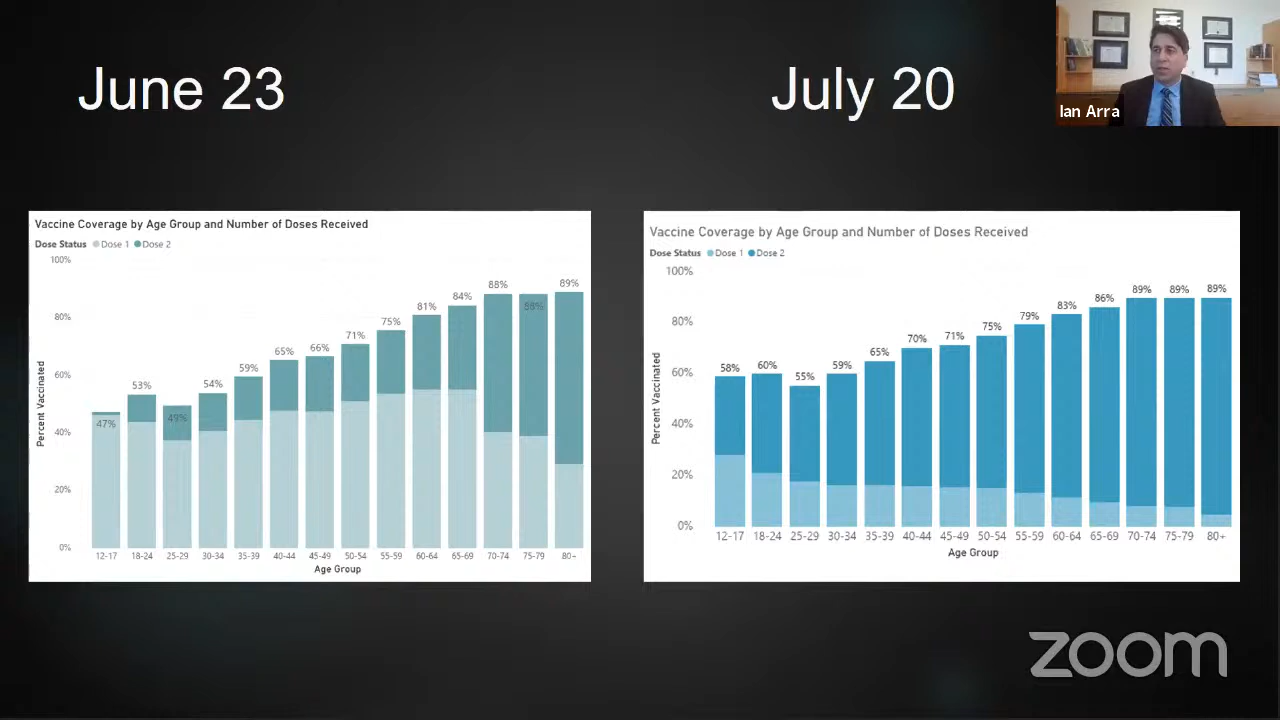 June 23
July 20
Ian Arra
Vaccine Coverage by Age Group and Number of Doses Received
Dose Status Dose 1 Dose 2
100%
80%
60%
40%
20%
0%
Percent Vaccinated
47% 53% 49% 54% 59% 65% 66% 71% 75% 81% 84% 88% 88% 89%
12-17 18-24 25-29 30-34 35-39 40-44 45-49 50-54 55-59 60-64 65-69 70-74 75-79 80+
Age Group
Vaccine Coverage by Age Group and Number of Doses Received
Dose Status Dose 1 Dose 2
100%
80%
60%
40%
20%
0%
Percent Vaccinated
58% 60% 55% 59% 65% 70% 71% 75% 79% 83% 86% 89% 89% 89%
12-17 18-24 25-29 30-34 35-39 40-44 45-49 50-54 55-59 60-64 65-69 70-74 75-79 80+
Age Group
zoom